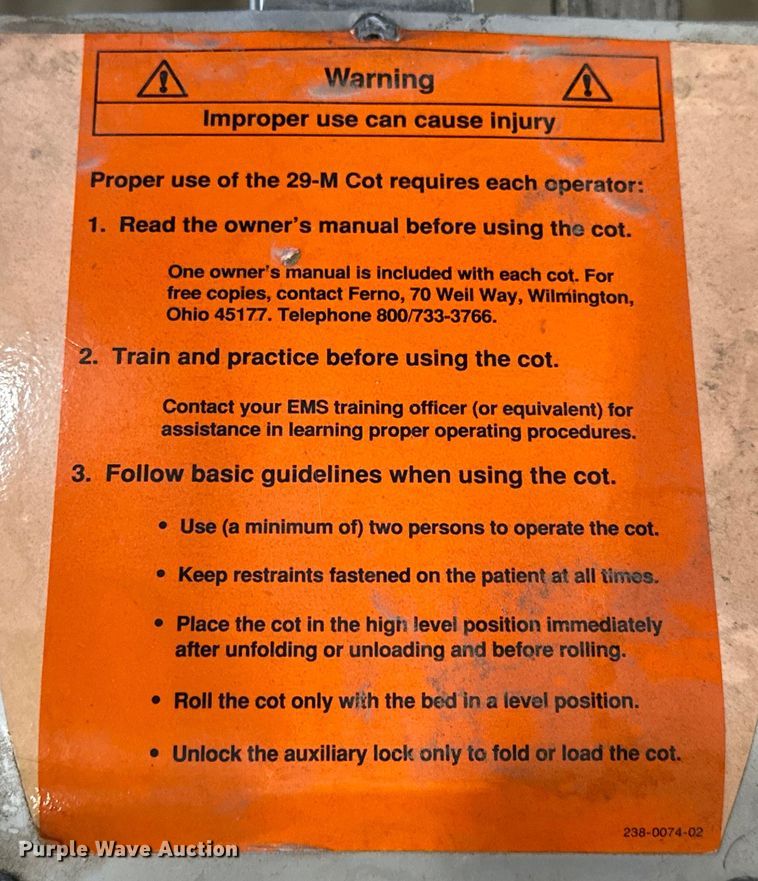 Warning
Improper use can cause injury
Proper use of the 29-M Cot requires each operator:
1. Read the owner's manual before using the cot.
One owner's manual is included with each cot. For
free copies, contact Ferno, 70 Weil Way, Wilmington,
Ohio 45177. Telephone 800/733-3766.
2. Train and practice before using the cot.
Contact your EMS training officer (or equivalent) for
assistance in learning proper operating procedures.
3. Follow basic guidelines when using the cot.
• Use (a minimum of) two persons to operate the cot.
• Keep restraints fastened on the patient at all times.
• Place the cot in the high level position immediately
after unfolding or unloading and before rolling.
• Roll the cot only with the bed in a level position.
• Unlock the auxiliary lock only to fold or load the cot.
238-0074-02
Purple Wave Auction